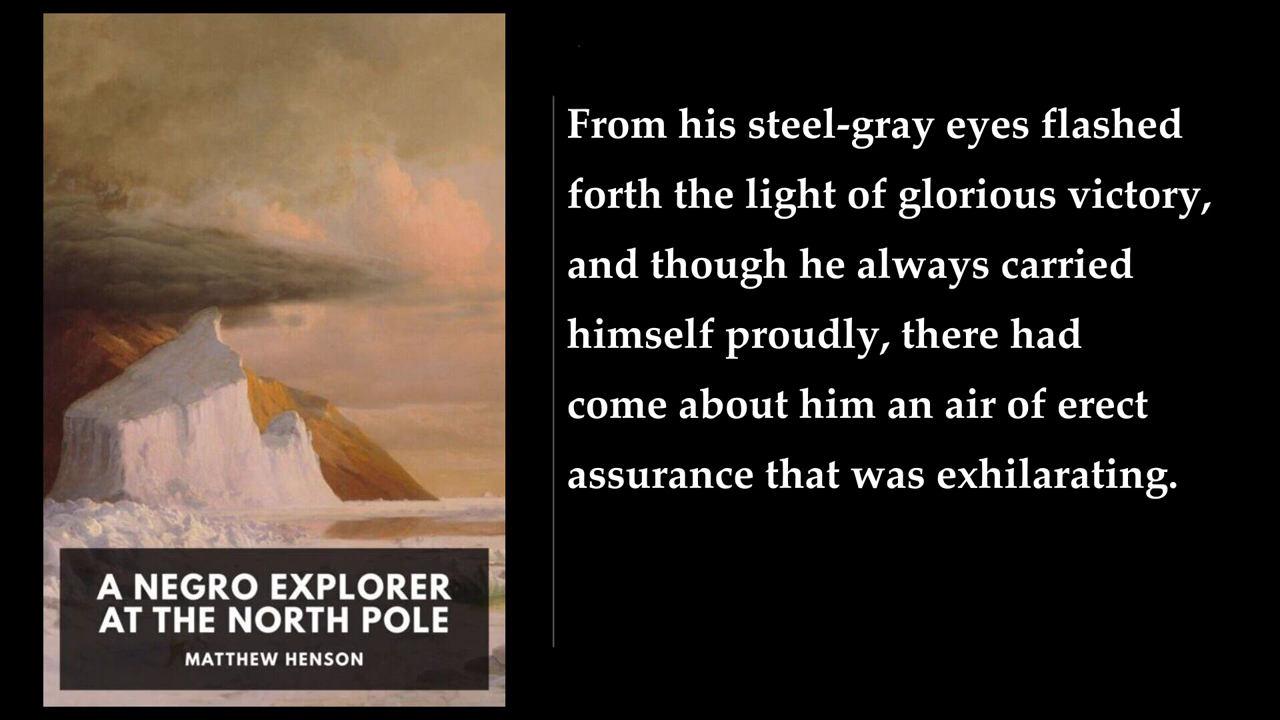 From his steel-gray eyes flashed
forth the light of glorious victory,
and though he always carried
himself proudly, there had
come about him an air of erect
assurance that was exhilarating.
A NEGRO EXPLORER
AT THE NORTH POLE
MATTHEW HENSON